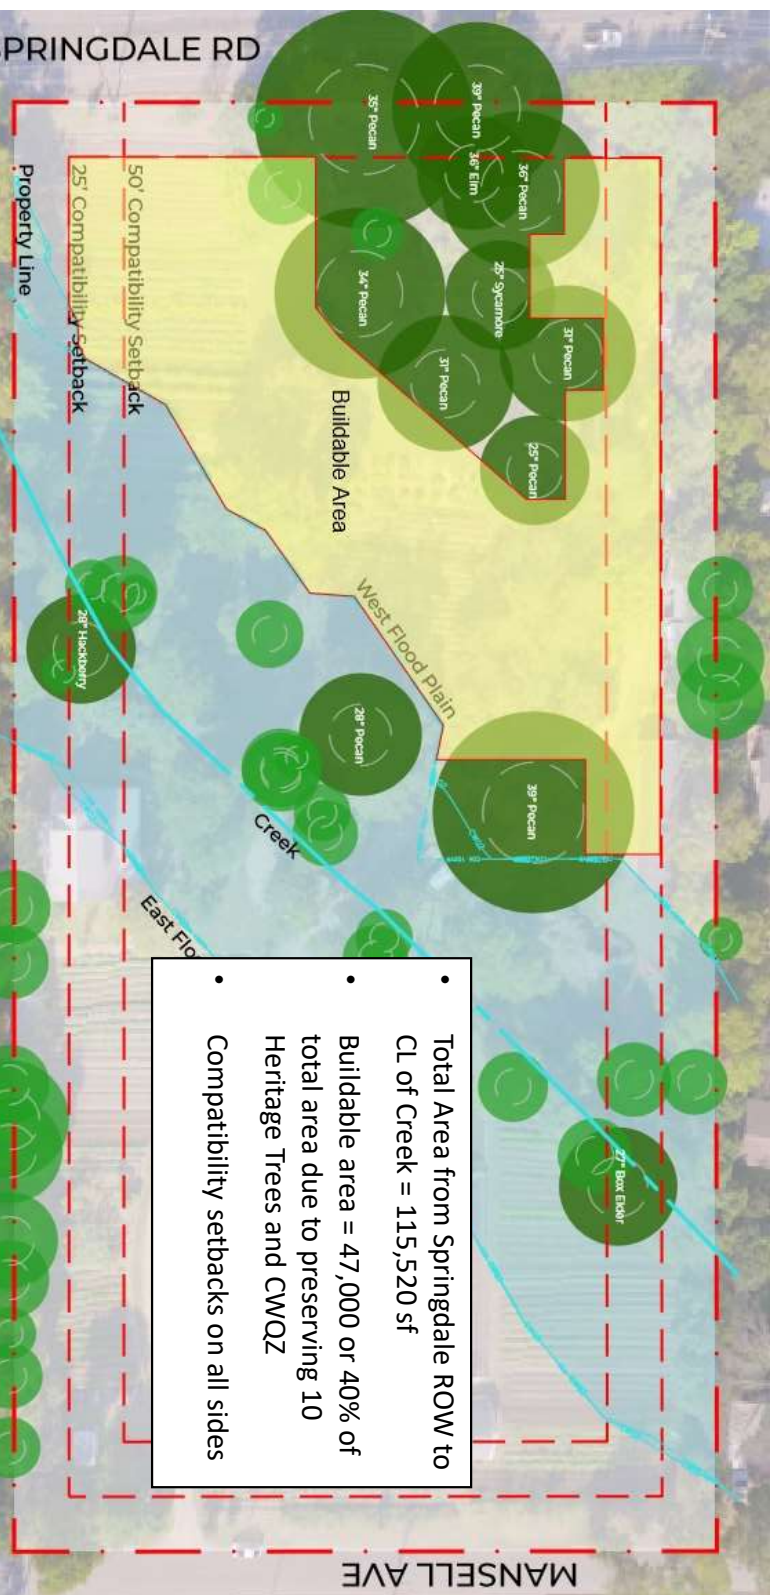 SPRINGDALE RD
35" Pecan
39" Pecan
36" Elm
36" Pecan
34" Pecan
25" Sycamore
31" Pecan
31" Pecan
25" Pecan
Property Line
25' Compatibility Setback
50' Compatibility Setback
Buildable Area
West Flood Plain
28" Hackberry
28" Pecan
39" Pecan
Creek
East Flo
27" Box Elder
• Total Area from Springdale ROW to
CL of Creek = 115,520 sf
• Buildable area = 47,000 or 40% of
total area due to preserving 10
Heritage Trees and CWQZ
• Compatibility setbacks on all sides
MANSELL AVE